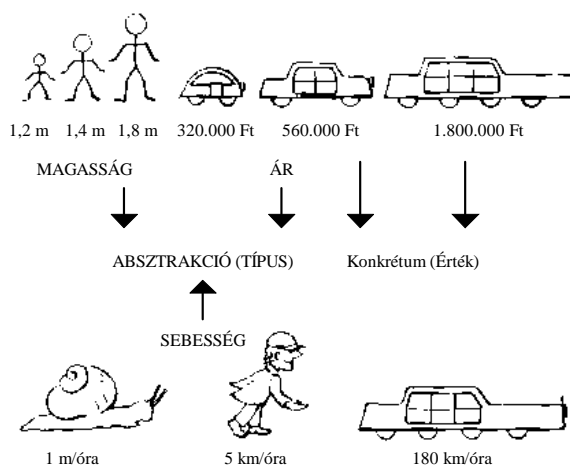 1,2 m 1,4 m 1,8 m 320.000 Ft 560.000 Ft 1.800.000 Ft
MAGASSÁG ÁR
ABSZTRAKCIÓ (TÍPUS) Konkrétum (Érték)
SEBESSÉG
1 m/óra 5 km/óra 180 km/óra